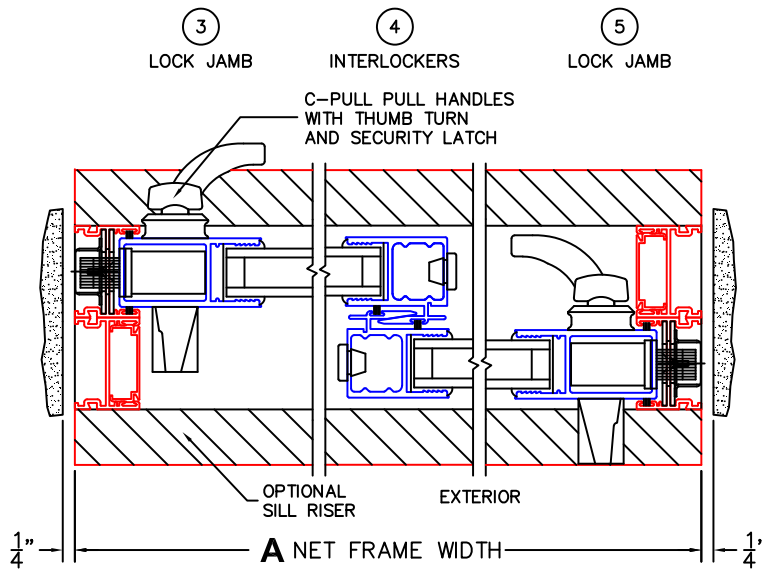 3 4 5
LOCK JAMB INTERLOCKERS LOCK JAMB
C-PULL PULL HANDLES
WITH THUMB TURN
AND SECURITY LATCH
OPTIONAL
SILL RISER
EXTERIOR
1/4" A NET FRAME WIDTH 1/4'